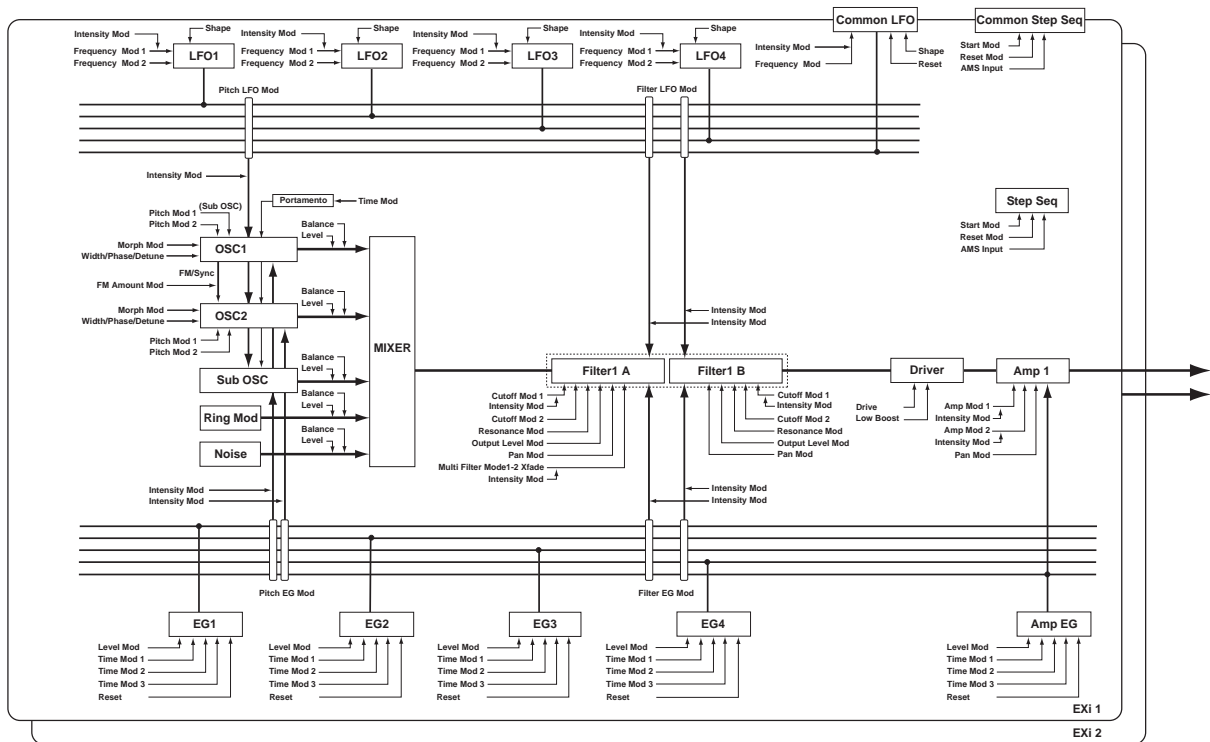 Common LFO
Common Step Seq
Intensity Mod
Shape
Frequency Mod 1
Frequency Mod 2
LFO1
Intensity Mod
Shape
Frequency Mod 1
Frequency Mod 2
LFO2
Intensity Mod
Shape
Frequency Mod 1
Frequency Mod 2
LFO3
Intensity Mod
Shape
Frequency Mod 1
Frequency Mod 2
LFO4
Intensity Mod
Frequency Mod
Shape
Reset
Start Mod
Reset Mod
AMS Input
Pitch LFO Mod
Filter LFO Mod
Intensity Mod
(Sub OSC)
Portamento
Time Mod
Pitch Mod 1
Pitch Mod 2
Step Seq
Start Mod
Reset Mod
AMS Input
Morph Mod
Width/Phase/Detune
OSC1
Balance
Level
FM/Sync
FM Amount Mod
Morph Mod
Width/Phase/Detune
OSC2
Balance
Level
Pitch Mod 1
Pitch Mod 2
MIXER
Intensity Mod
Intensity Mod
Sub OSC
Balance
Level
Ring Mod
Balance
Level
Noise
Balance
Level
Filter1 A
Filter1 B
Driver
Amp 1
Cutoff Mod 1
Intensity Mod
Cutoff Mod 2
Resonance Mod
Output Level Mod
Pan Mod
Multi Filter Mode1-2 Xfade
Intensity Mod
Cutoff Mod 1
Intensity Mod
Cutoff Mod 2
Resonance Mod
Output Level Mod
Pan Mod
Drive
Low Boost
Amp Mod 1
Intensity Mod
Amp Mod 2
Intensity Mod
Pan Mod
Intensity Mod
Intensity Mod
Intensity Mod
Intensity Mod
Pitch EG Mod
Filter EG Mod
EG1
Level Mod
Time Mod 1
Time Mod 2
Time Mod 3
Reset
EG2
Level Mod
Time Mod 1
Time Mod 2
Time Mod 3
Reset
EG3
Level Mod
Time Mod 1
Time Mod 2
Time Mod 3
Reset
EG4
Level Mod
Time Mod 1
Time Mod 2
Time Mod 3
Reset
Amp EG
Level Mod
Time Mod 1
Time Mod 2
Time Mod 3
Reset
EXi 1
EXi 2